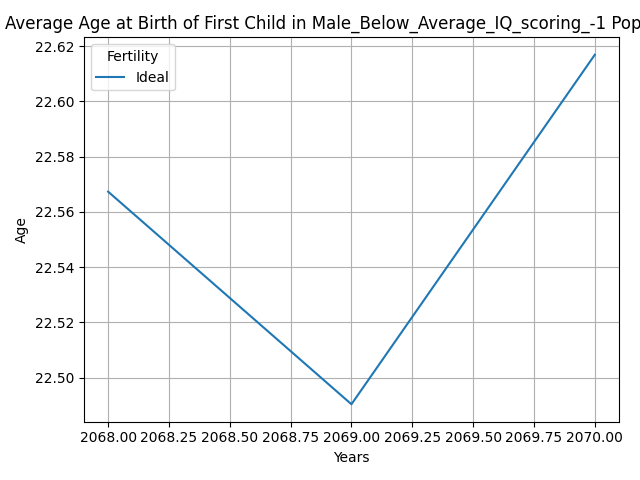 Average Age at Birth of First Child in Male_Below_Average_IQ_scoring_-1 Pop
Fertility
Ideal
Age
22.62
22.60
22.58
22.56
22.54
22.52
22.50
2068.00 2068.25 2068.50 2068.75 2069.00 2069.25 2069.50 2069.75 2070.00
Years